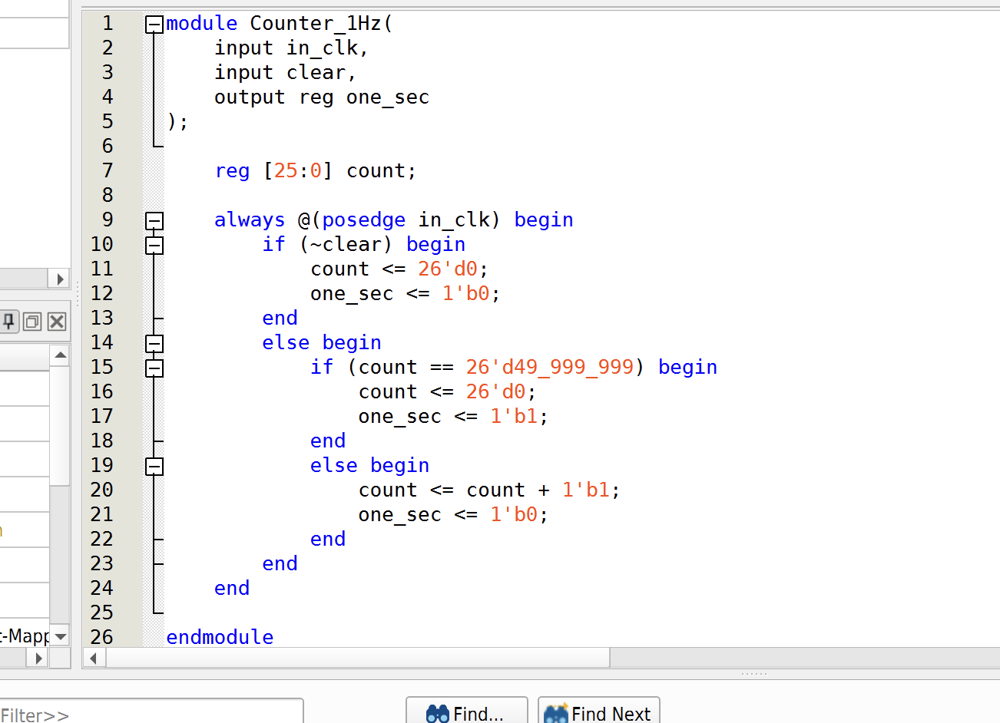 1 module Counter_1Hz(
2 input in_clk,
3 input clear,
4 output reg one_sec
5 );
6
7 reg [25:0] count;
8
9 always @(posedge in_clk) begin
10 if (~clear) begin
11 count <= 26'd0;
12 one_sec <= 1'b0;
13 end
14 else begin
15 if (count == 26'd49_999_999) begin
16 count <= 26'd0;
17 one_sec <= 1'b1;
18 end
19 else begin
20 count <= count + 1'b1;
21 one_sec <= 1'b0;
22 end
23 end
24 end
25
26 endmodule
Filter>>
Find...
Find Next